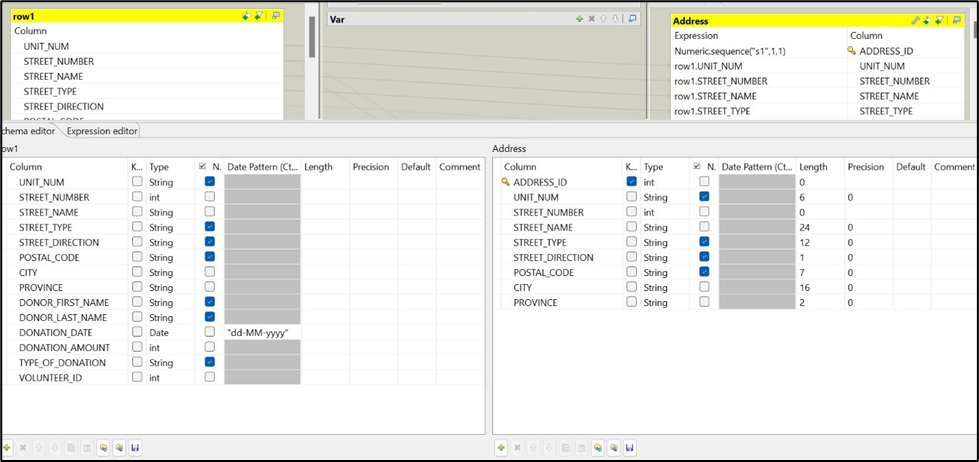 row1
Column
UNIT_NUM
STREET_NUMBER
STREET_NAME
STREET_TYPE
STREET_DIRECTION
Var
Address
Expression Column
Numeric.sequence("s1",1,1) ADDRESS_ID
row1.UNIT_NUM UNIT_NUM
row1.STREET_NUMBER STREET_NUMBER
row1.STREET_NAME STREET_NAME
row1.STREET_TYPE STREET_TYPE
chema editor Expression editor
ow1
Column K... Type N. Date Pattern (Ct... Length Precision Default Comment
UNIT_NUM String
STREET_NUMBER int
STREET_NAME String
STREET_TYPE String
STREET_DIRECTION String
POSTAL_CODE String
CITY String
PROVINCE String
DONOR_FIRST_NAME String
DONOR_LAST_NAME String
DONATION_DATE Date "dd-MM-yyyy"
DONATION_AMOUNT int
TYPE_OF_DONATION String
VOLUNTEER_ID int
Address
Column K... Type N. Date Pattern (Ct... Length Precision Default Comment
ADDRESS_ID int 0
UNIT_NUM String 6 0
STREET_NUMBER int 0
STREET_NAME String 24 0
STREET_TYPE String 12 0
STREET_DIRECTION String 1 0
POSTAL_CODE String 7 0
CITY String 16 0
PROVINCE String 2 0